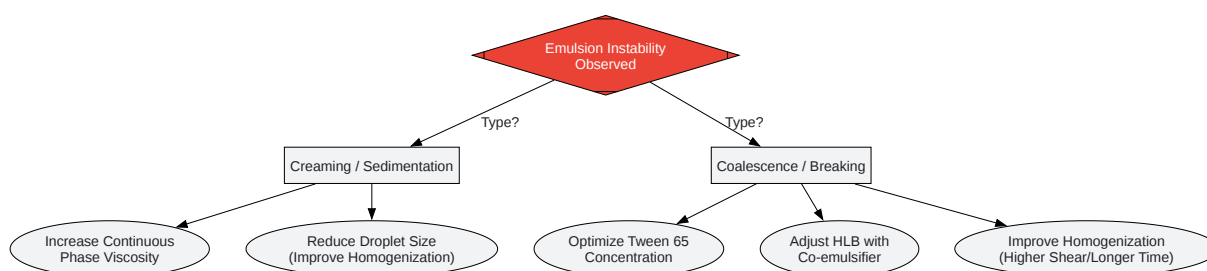 Emulsion Instability
Observed
Type?
Type?
Creaming / Sedimentation
Coalescence / Breaking
Increase Continuous
Phase Viscosity
Reduce Droplet Size
(Improve Homogenization)
Optimize Tween 65
Concentration
Adjust HLB with
Co-emulsifier
Improve Homogenization
(Higher Shear/Longer Time)